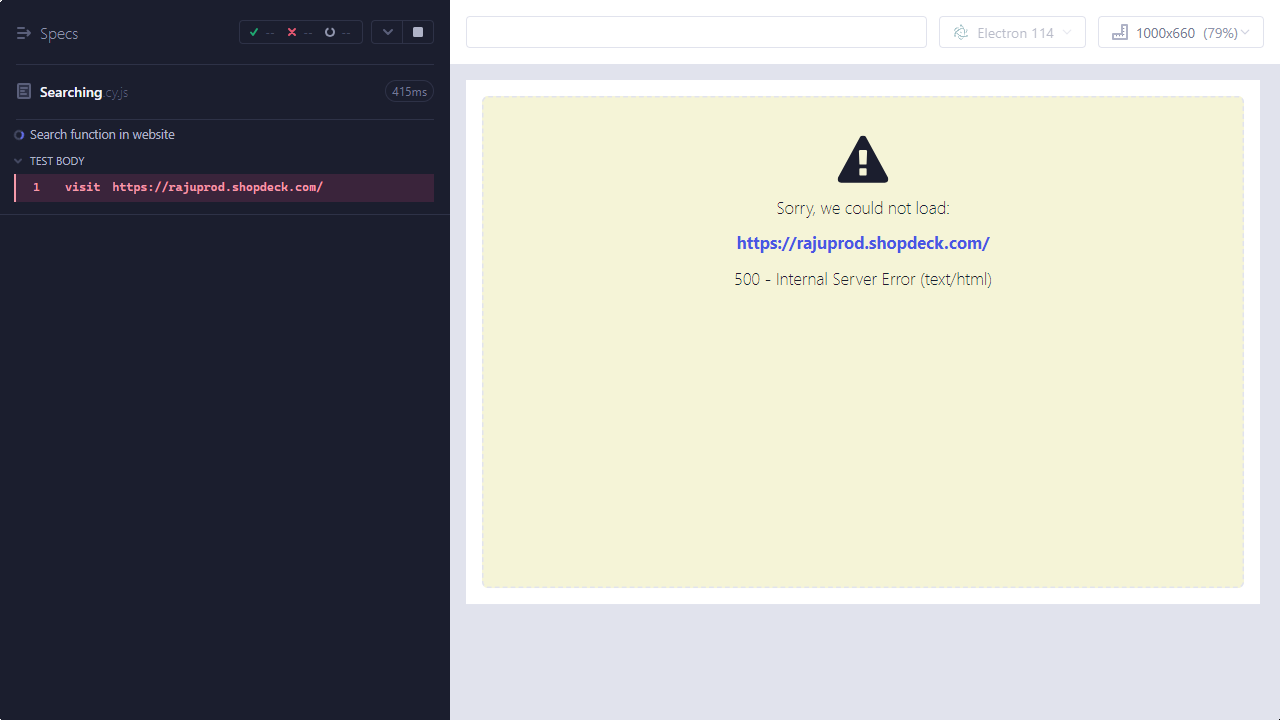 Specs
-- -- --
Electron 114
1000x660 (79%)
Searching.cy.js
415ms
Search function in website
TEST BODY
1 visit https://rajuprod.shopdeck.com/
Sorry, we could not load:
https://rajuprod.shopdeck.com/
500 - Internal Server Error (text/html)